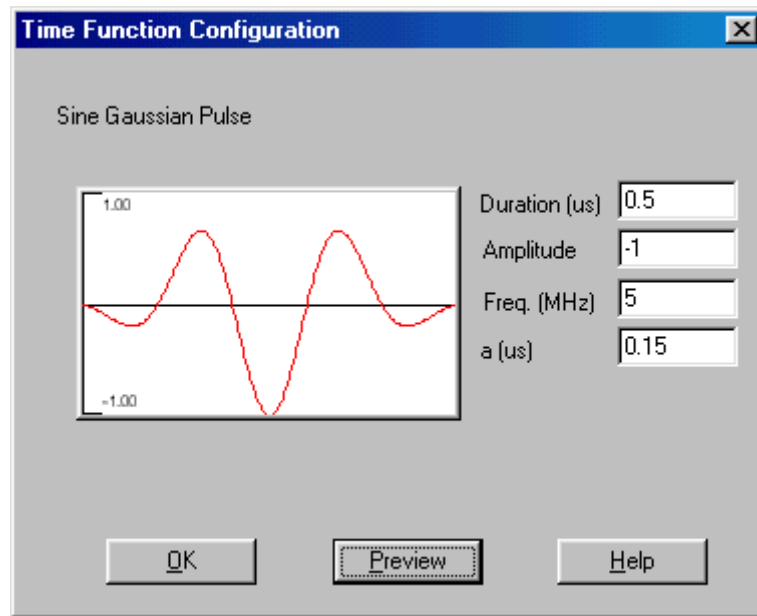 Time Function Configuration
Sine Gaussian Pulse
1.00
-1.00
Duration (us) 0.5
Amplitude -1
Freq. (MHz) 5
a (us) 0.15
OK Preview Help